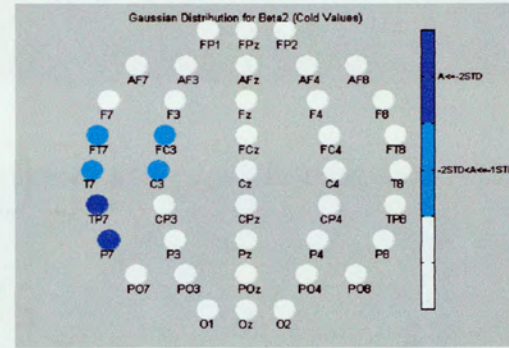 Gaussian Distribution for Beta2 (Cold Values)
FP1 FPz FP2
AF7 AF3 AFz AF4 AF8
A<=-2STD
F7 F3 Fz F4 F8
FT7 FC3 FCz FC4 FT8
T7 C3 Cz C4 T8
-2STD<A<=-1ST
TP7 CP3 CPz CP4 TP8
P7 P3 Pz P4 P8
PO7 PO3 POz PO4 PO8
O1 Oz O2